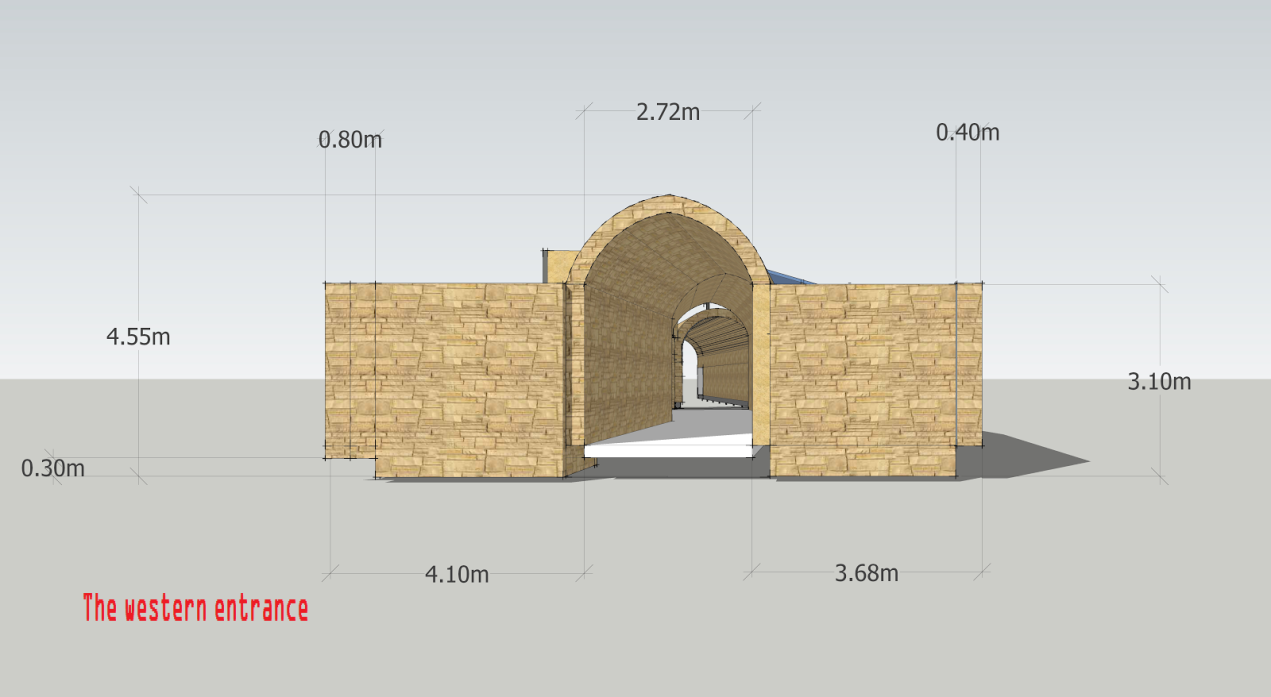 2.72m
0.80m
0.40m
4.55m
3.10m
0.30m
4.10m
3.68m
The western entrance